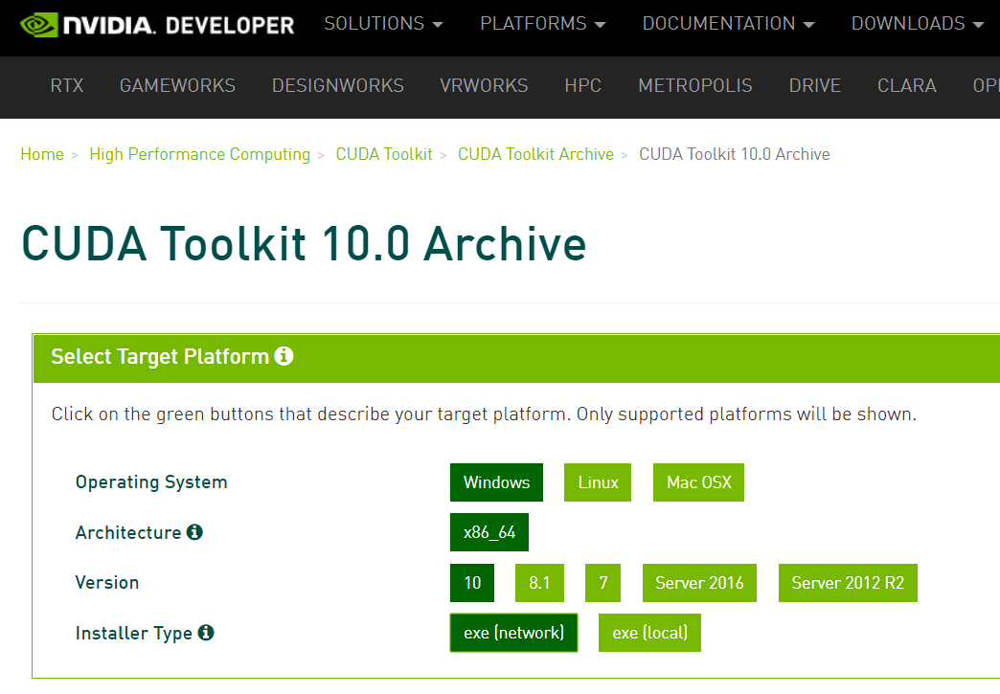 NVIDIA. DEVELOPER SOLUTIONS PLATFORMS DOCUMENTATION DOWNLOADS
RTX GAMEWORKS DESIGNWORKS VRWORKS HPC METROPOLIS DRIVE CLARA
Home > High Performance Computing > CUDA Toolkit > CUDA Toolkit Archive > CUDA Toolkit 10.0 Archive
CUDA Toolkit 10.0 Archive
Select Target Platform
Click on the green buttons that describe your target platform. Only supported platforms will be shown.
Operating System Windows Linux Mac OSX
Architecture x86_64
Version 10 8.1 7 Server 2016 Server 2012 R2
Installer Type exe (network) exe (local)